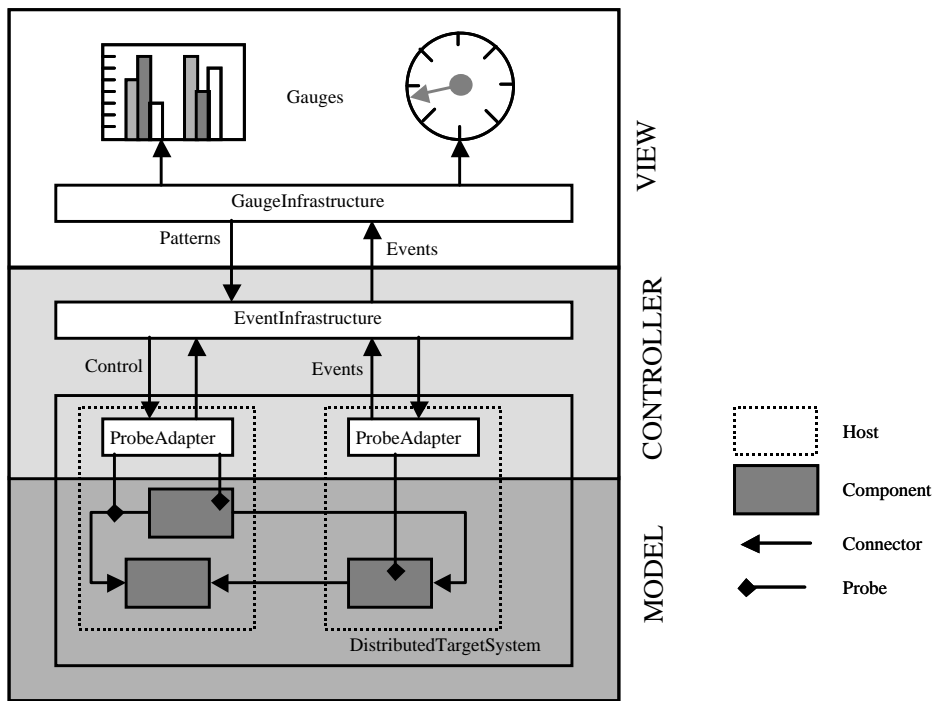 Gauges
VIEW
GaugeInfrastructure
Patterns
Events
EventInfrastructure
Control
Events
CONTROLLER
ProbeAdapter
ProbeAdapter
MODEL
DistributedTargetSystem
Host
Component
Connector
Probe